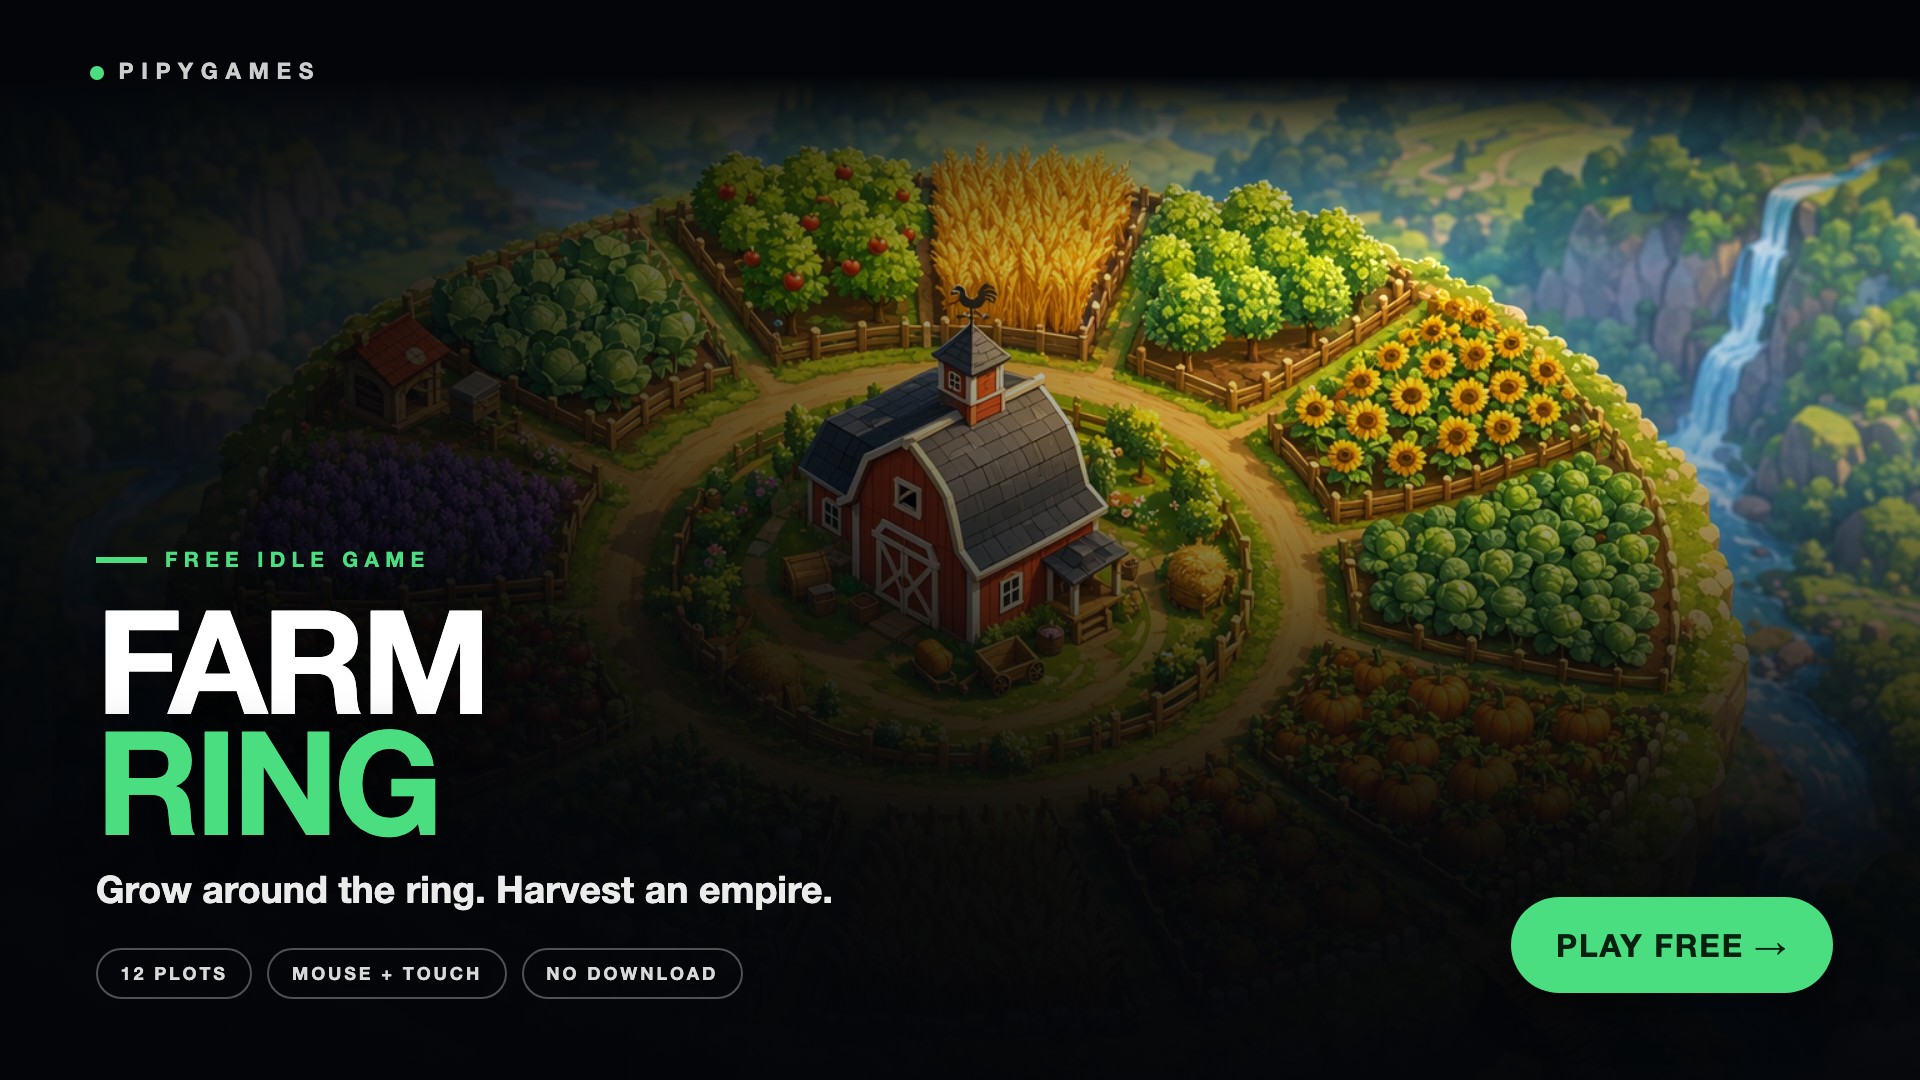 PIPYGAMES
FREE IDLE GAME
FARM
RING
Grow around the ring. Harvest an empire.
12 PLOTS
MOUSE + TOUCH
NO DOWNLOAD
PLAY FREE →